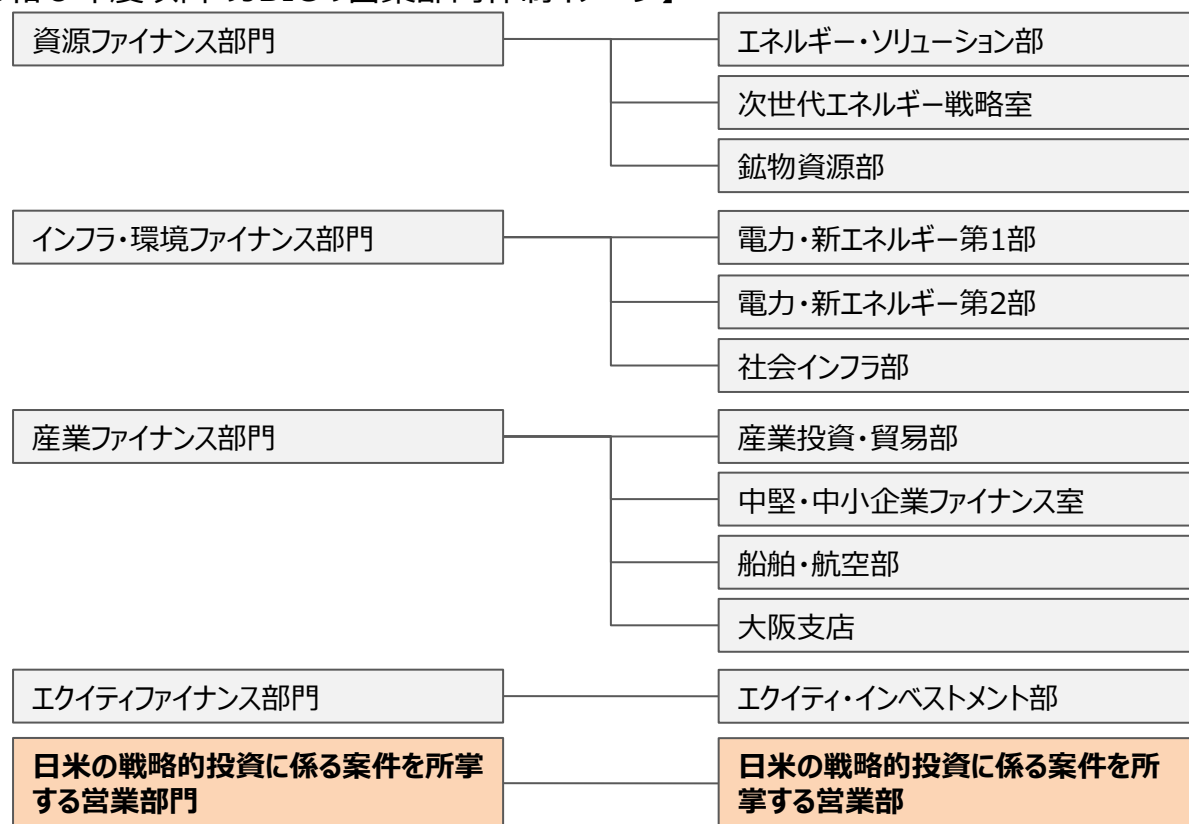 資源ファイナンス部門
エネルギー・ソリューション部
次世代エネルギー戦略室
鉱物資源部
インフラ・環境ファイナンス部門
電力・新エネルギー第1部
電力・新エネルギー第2部
社会インフラ部
産業ファイナンス部門
産業投資・貿易部
中堅・中小企業ファイナンス室
船舶・航空部
大阪支店
エクイティファイナンス部門
エクイティ・インベストメント部
日米の戦略的投資に係る案件を所掌
する営業部門
日米の戦略的投資に係る案件を所
掌する営業部